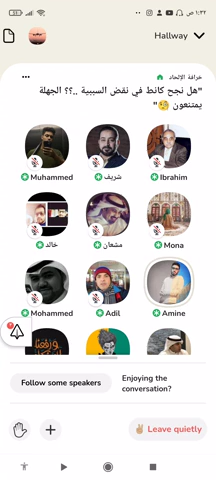 ١:٣٢ ص
Hallway
خرافة الإلحاد
"هل نجح كانط في نقض السببية ..؟؟ الجهلة
يمتنعون 🧐"
Muhammed
شريف
Ibrahim
خالد
مشعان
Mona
Mohammed
Adil
Amine
Follow some speakers
Enjoying the
conversation?
✌🏼 Leave quietly